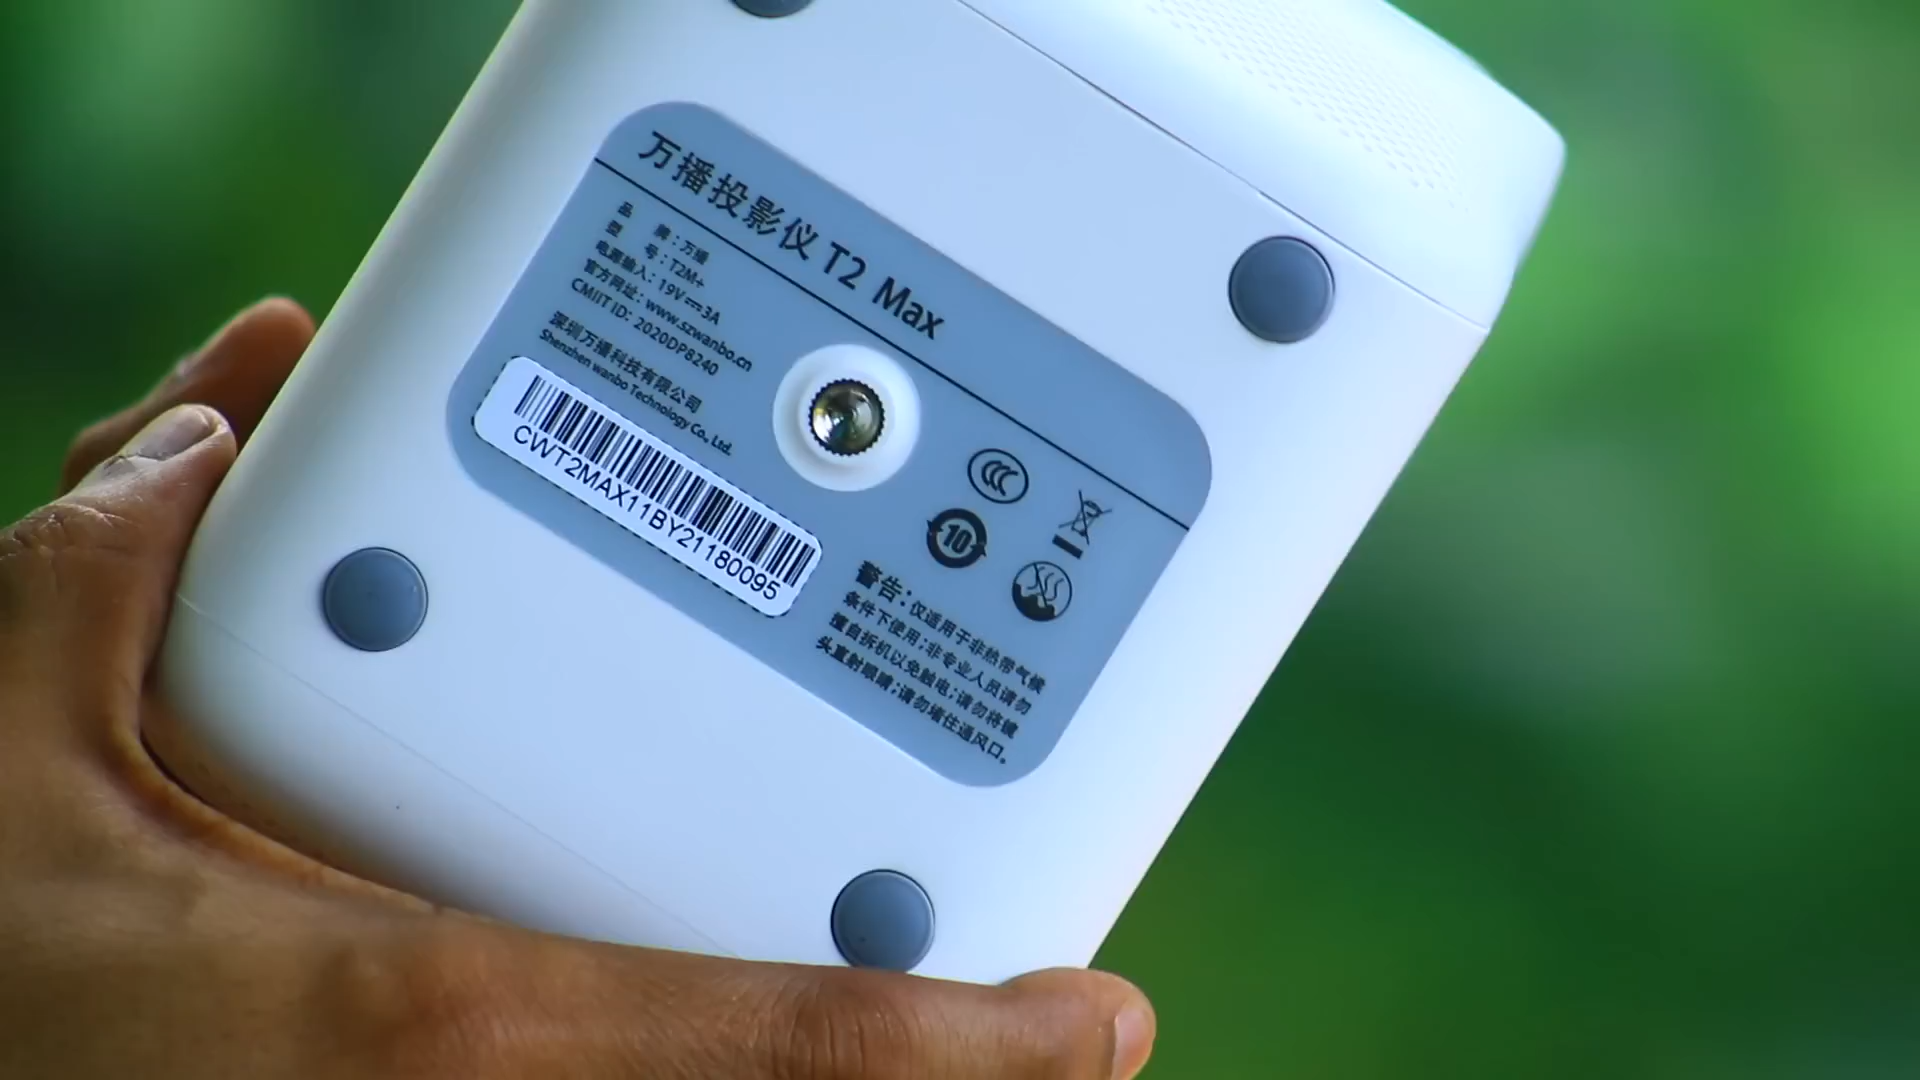 万播投影仪 T2 Max
品 牌：万播
型 号：T2M+
电源输入：19V⎓3A
官方网址：www.szwanbo.cn
CMIIT ID: 2020DP8240
深圳万播科技有限公司
Shenzhen wanbo Technology Co., Ltd.
CWT2MAX11BY21180095
10
警告：仅适用于非热带气候
条件下使用；非专业人员请勿
擅自拆机以免触电；请勿将镜
头直射眼睛；请勿堵住通风口。